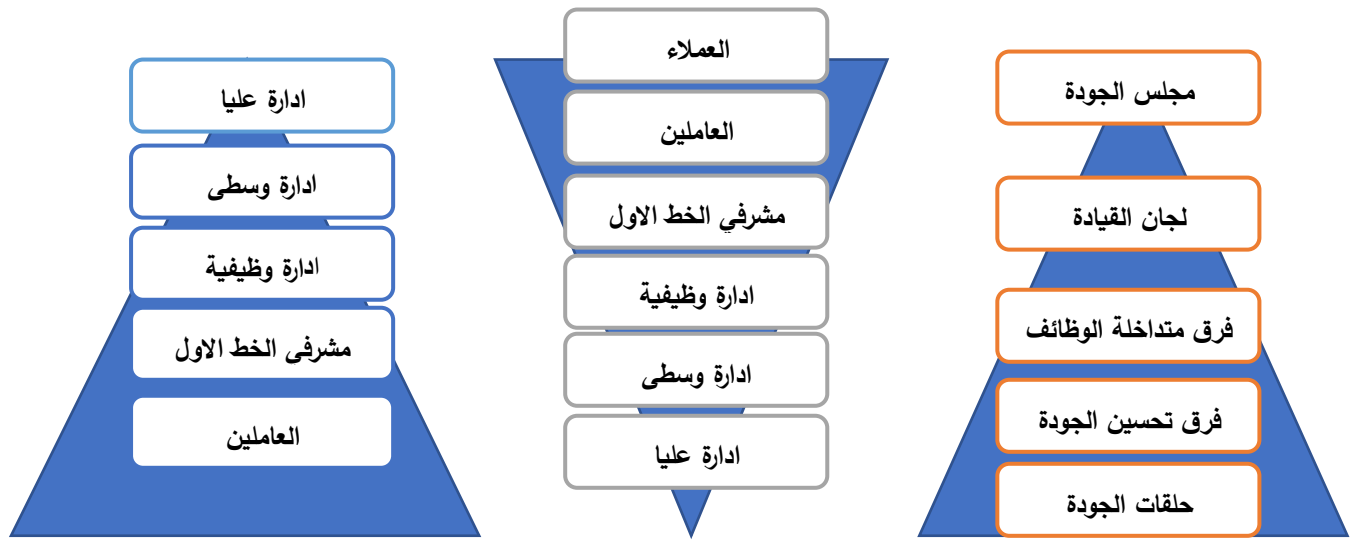 مجلس الجودة
لجان القيادة
فرق متداخلة الوظائف
فرق تحسين الجودة
حلقات الجودة
العملاء
العاملين
مشرفي الخط الاول
ادارة وظيفية
ادارة وسطى
ادارة عليا
ادارة عليا
ادارة وسطى
ادارة وظيفية
مشرفي الخط الاول
العاملين